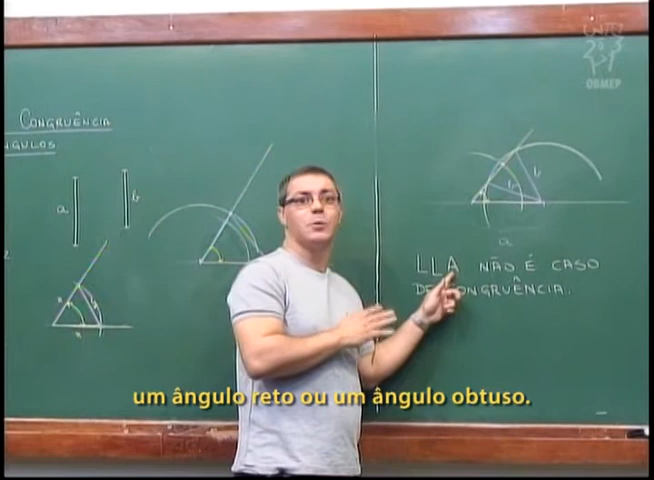 CONGRUÊNCIA
NGULOS
a
b
a
b
b
LLA NÃO É CASO
DE CONGRUÊNCIA.
OBMEP
um ângulo reto ou um ângulo obtuso.